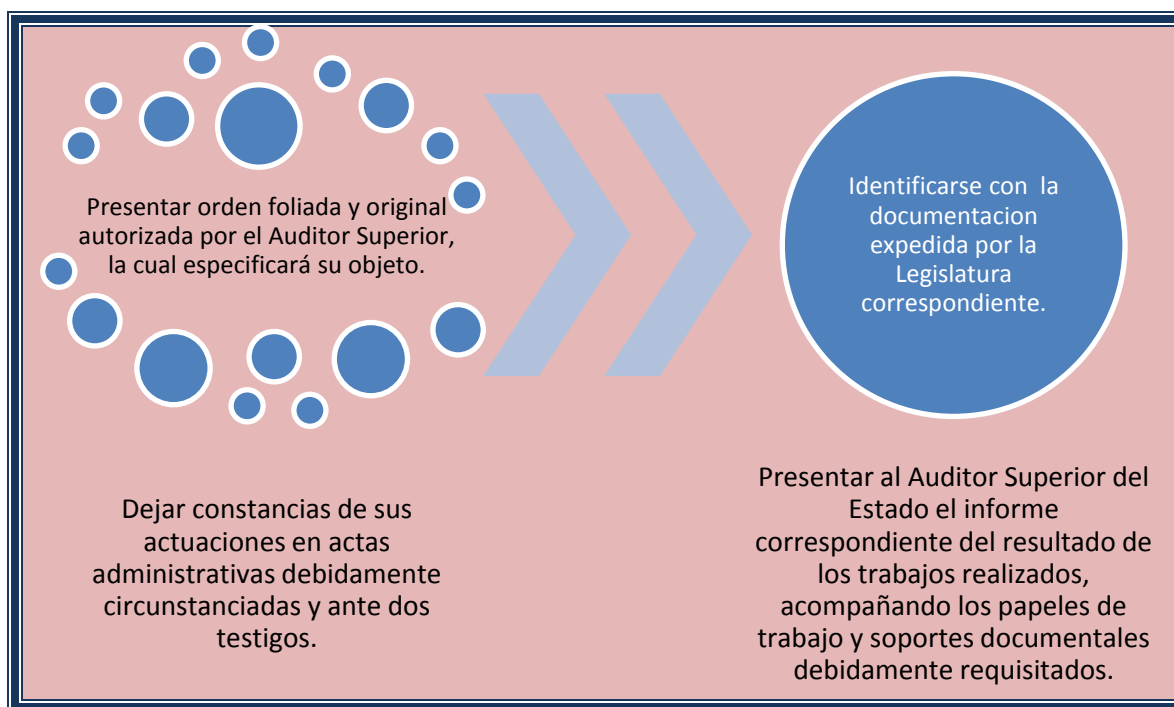 Presentar orden foliada y original
autorizada por el Auditor Superior,
la cual especificará su objeto.
Identificarse con  la
documentacion
expedida por la
Legislatura
correspondiente.
Dejar constancias de sus
actuaciones en actas
administrativas debidamente
circunstanciadas y ante dos
testigos.
Presentar al Auditor Superior del
Estado el informe
correspondiente del resultado de
los trabajos realizados,
acompañando los papeles de
trabajo y soportes documentales
debidamente requisitados.